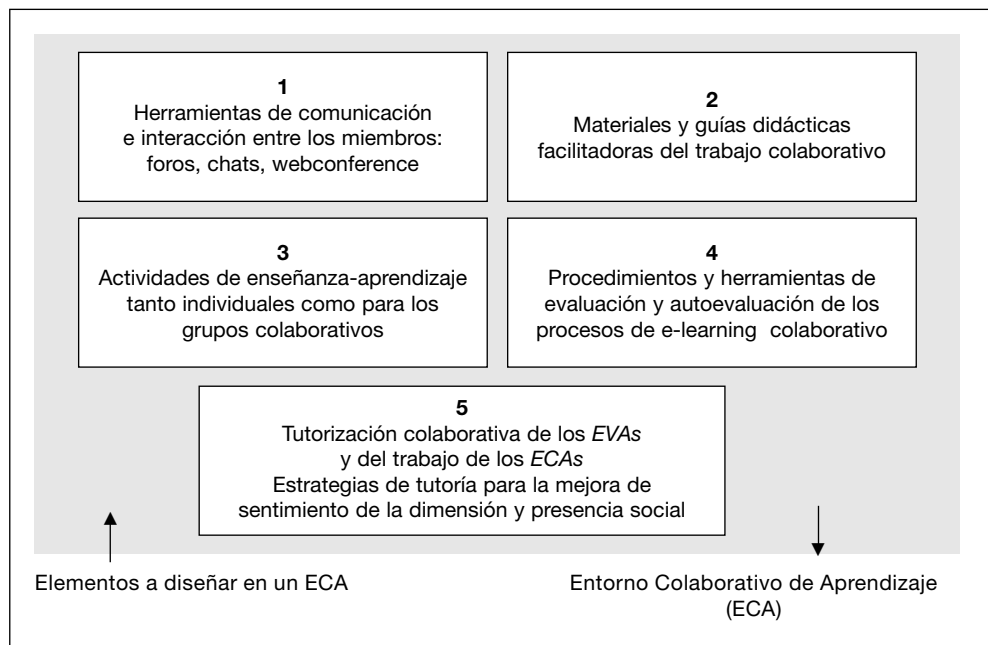 1
Herramientas de comunicación
e interacción entre los miembros:
foros, chats, webconference
2
Materiales y guías didácticas
facilitadoras del trabajo colaborativo
3
Actividades de enseñanza-aprendizaje
tanto individuales como para los
grupos colaborativos
4
Procedimientos y herramientas de
evaluación y autoevaluación de los
procesos de e-learning colaborativo
5
Tutorización colaborativa de los EVAs
y del trabajo de los ECAs
Estrategias de tutoría para la mejora de
sentimiento de la dimensión y presencia social
Elementos a diseñar en un ECA
Entorno Colaborativo de Aprendizaje
(ECA)